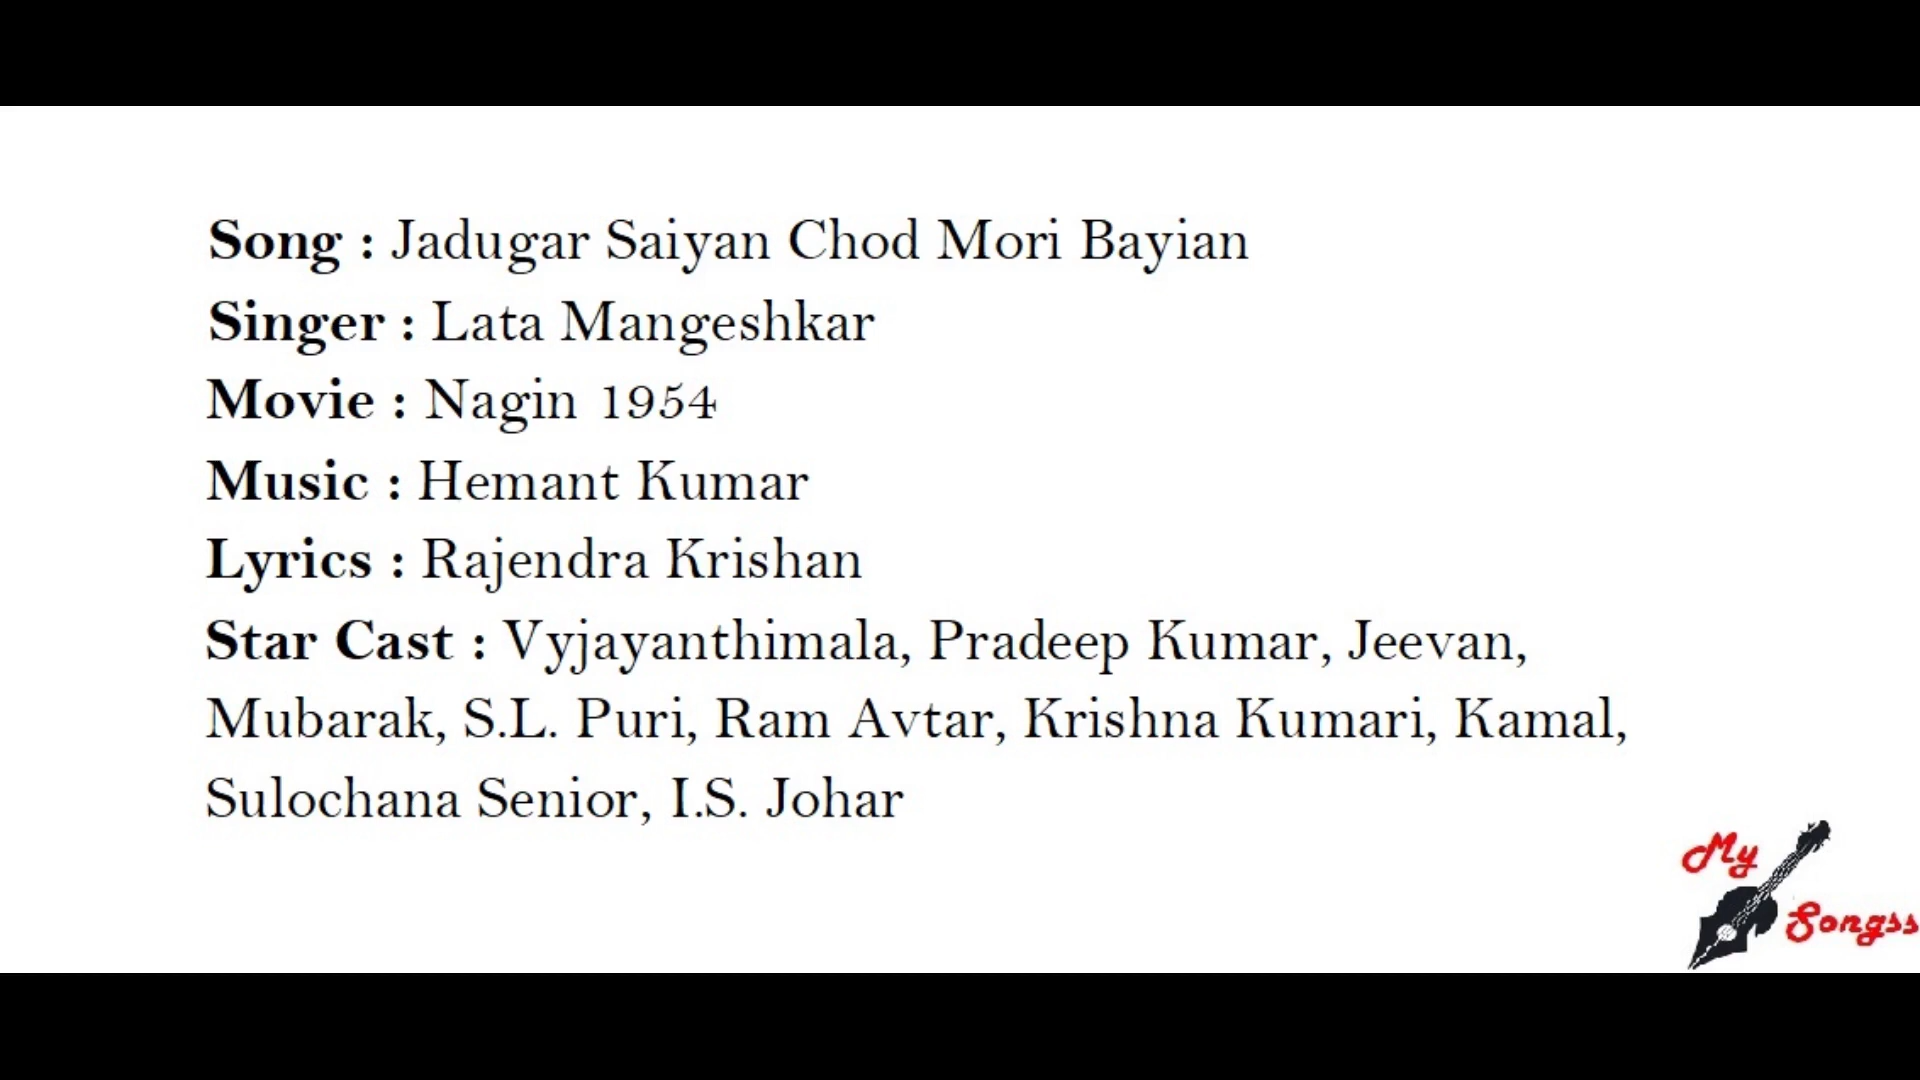 Song : Jadugar Saiyan Chod Mori Bayian
Singer : Lata Mangeshkar
Movie : Nagin 1954
Music : Hemant Kumar
Lyrics : Rajendra Krishan
Star Cast : Vyjayanthimala, Pradeep Kumar, Jeevan,
Mubarak, S.L. Puri, Ram Avtar, Krishna Kumari, Kamal,
Sulochana Senior, I.S. Johar
My
Songss